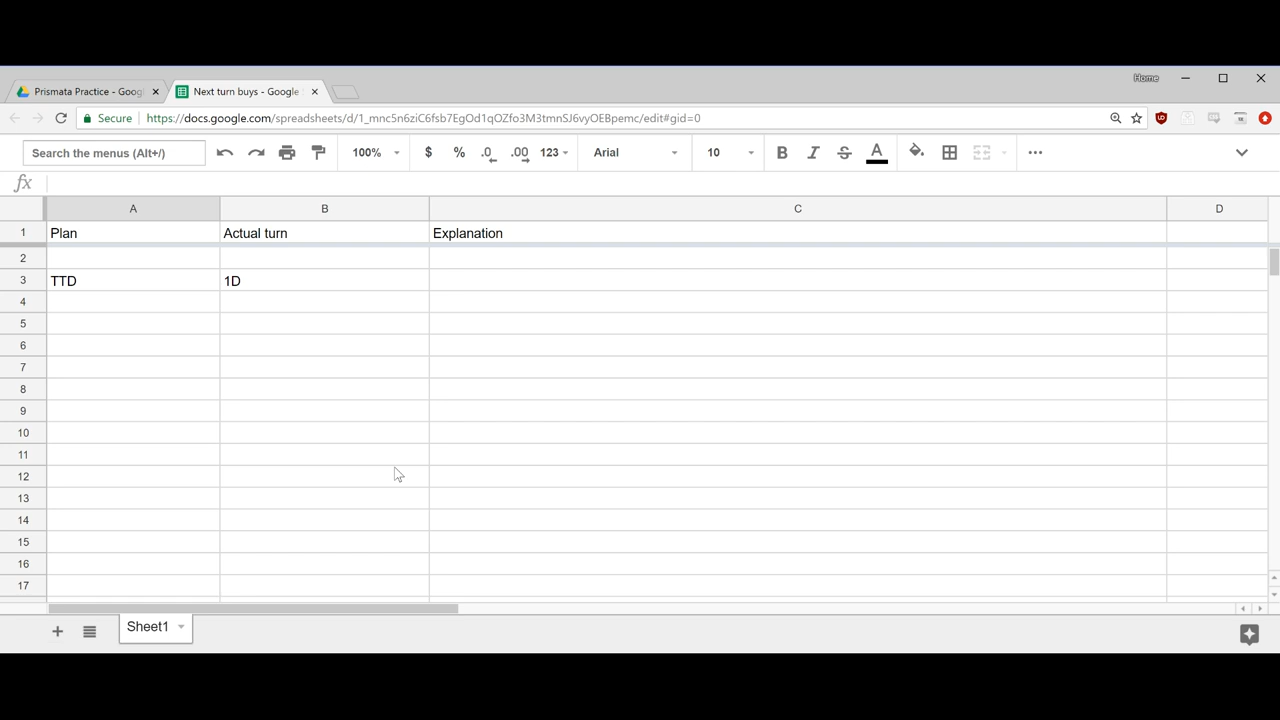 Home
Prismata Practice - Goog
Next turn buys - Google
Secure
https://docs.google.com/spreadsheets/d/1_mnc5n6ziC6fsb7EgOd1qOZfo3M3tmnSJ6vyOEBpemc/edit#gid=0
Search the menus (Alt+/)
100%
$
%
.0
.00
123
Arial
10
B
I
S
A
fx
A B C D
1 Plan Actual turn Explanation
2
3 TTD 1D
4
5
6
7
8
9
10
11
12
13
14
15
16
17
Sheet1